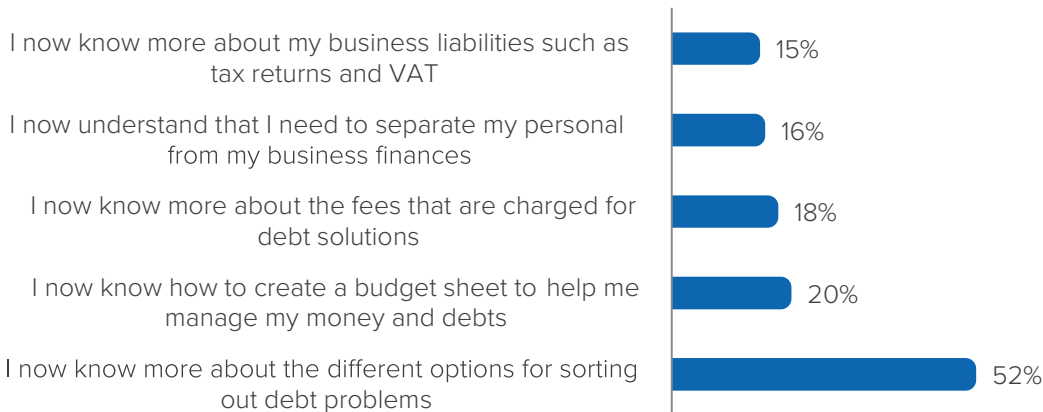 I now know more about my business liabilities such as
tax returns and VAT
15%
I now understand that I need to separate my personal
from my business finances
16%
I now know more about the fees that are charged for
debt solutions
18%
I now know how to create a budget sheet to help me
manage my money and debts
20%
I now know more about the different options for sorting
out debt problems
52%